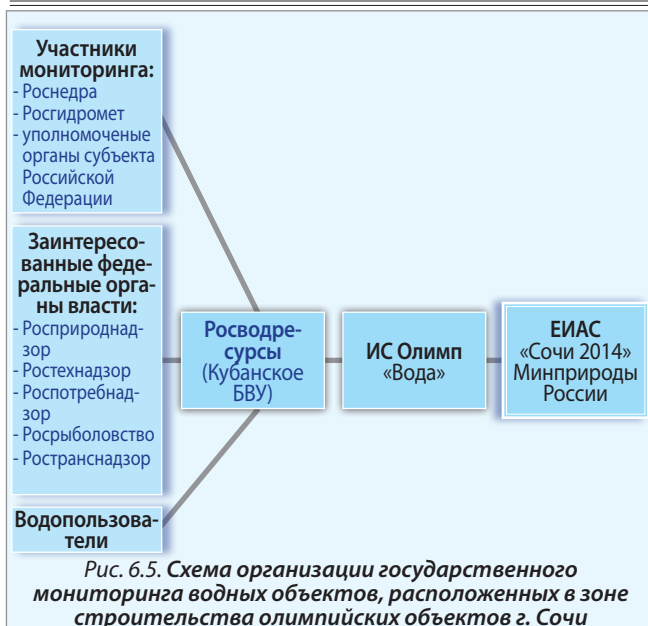 Участники
мониторинга:
- Роснедра
- Росгидромет
- уполномоченые
органы субъекта
Российской
Федерации
Заинтересо-
ванные феде-
ральные орга-
ны власти:
- Росприроднад-
зор
- Ростехнадзор
- Роспотребнад-
зор
- Росрыболовство
- Ространснадзор
Водопользова-
тели
Росводре-
сурсы
(Кубанское
БВУ)
ИС Олимп
«Вода»
ЕИАС
«Сочи 2014»
Минприроды
России
Рис. 6.5. Схема организации государственного
мониторинга водных объектов, расположенных в зоне
строительства олимпийских объектов г. Сочи